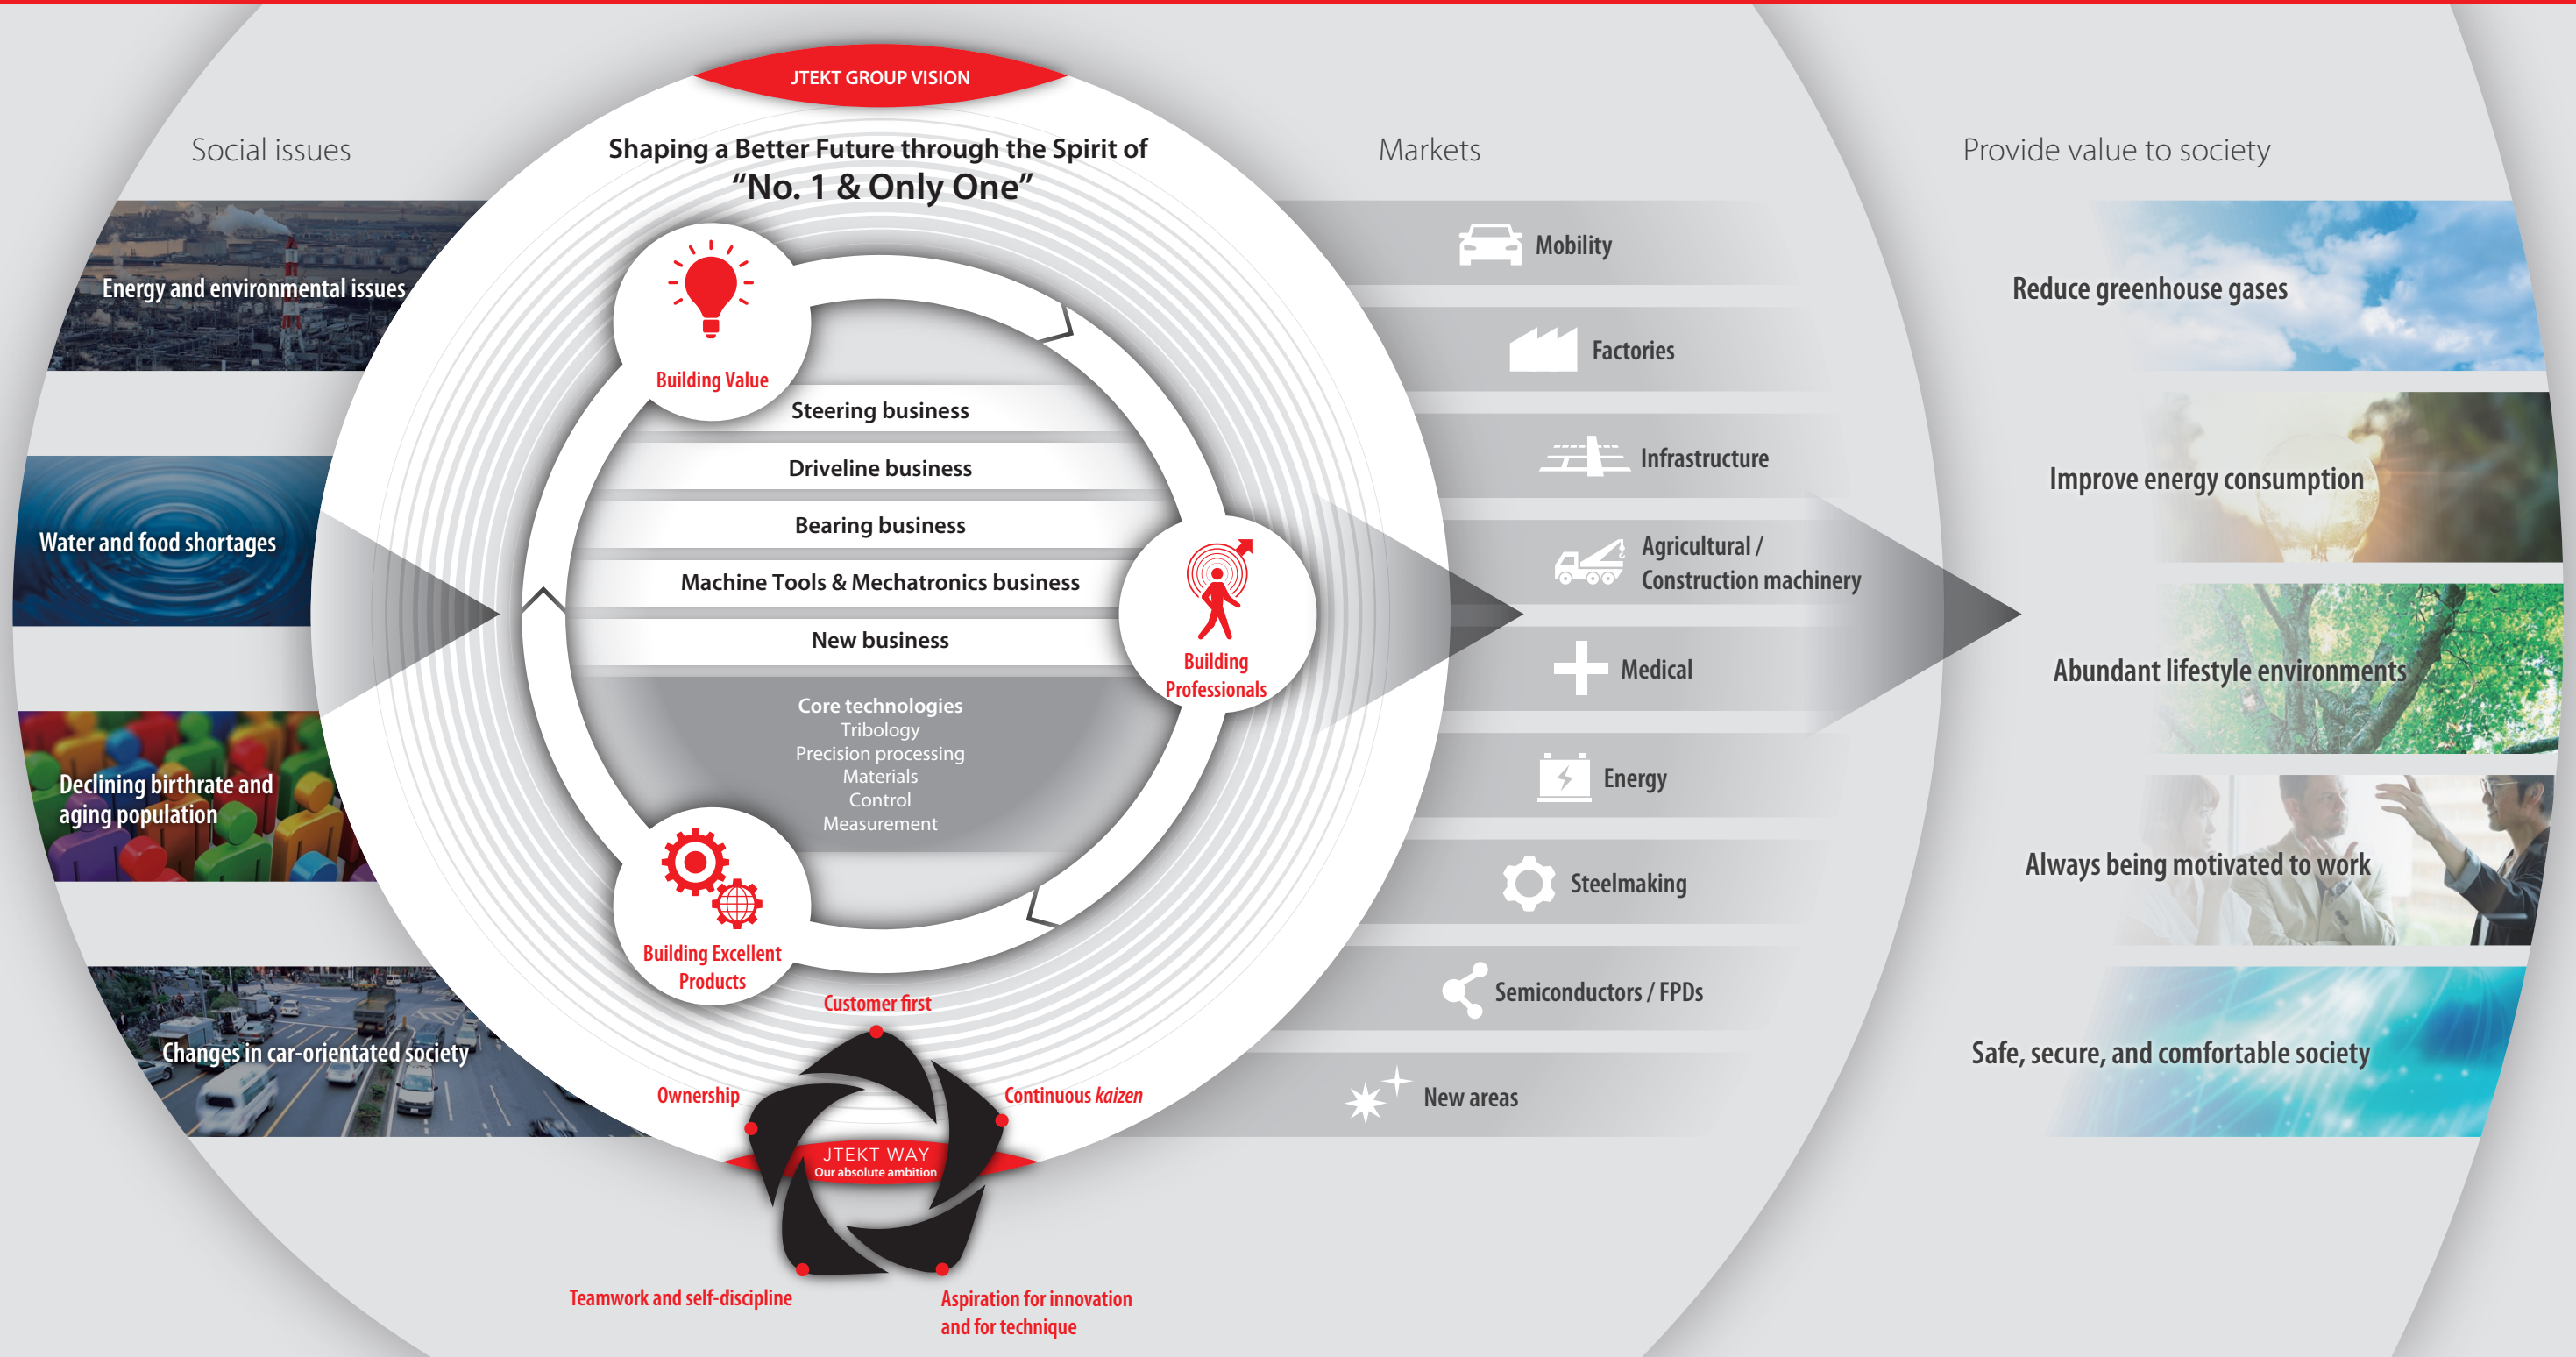 JTEKT GROUP VISION
Shaping a Better Future through the Spirit of
“No. 1 & Only One”
Social issues
Energy and environmental issues
Water and food shortages
Declining birthrate and
aging population
Changes in car-orientated society
Building Value
Steering business
Driveline business
Bearing business
Machine Tools & Mechatronics business
New business
Core technologies
Tribology
Precision processing
Materials
Control
Measurement
Building
Professionals
Building Excellent
Products
Customer first
Ownership
Continuous kaizen
JTEKT WAY
Our absolute ambition
Teamwork and self-discipline
Aspiration for innovation
and for technique
Markets
Mobility
Factories
Infrastructure
Agricultural /
Construction machinery
Medical
Energy
Steelmaking
Semiconductors / FPDs
New areas
Provide value to society
Reduce greenhouse gases
Improve energy consumption
Abundant lifestyle environments
Always being motivated to work
Safe, secure, and comfortable society